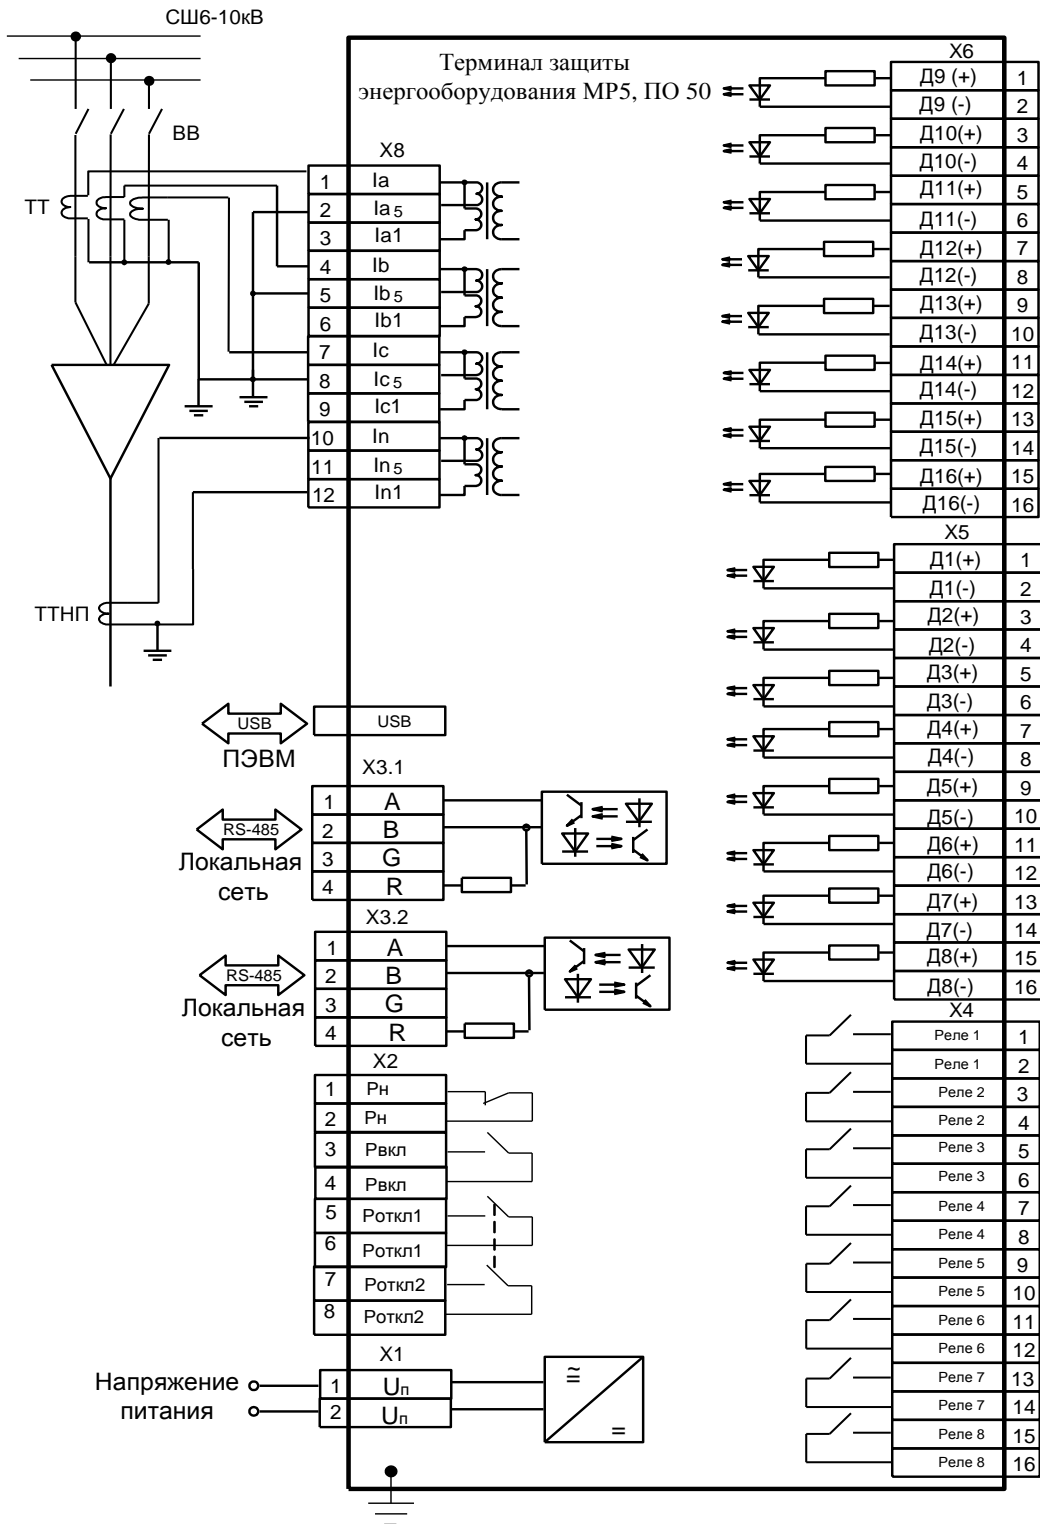 СШ6-10кВ
ВВ
ТТ
ТТНП
Терминал защиты
энергооборудования МР5, ПО 50
X8
1 Ia
2 Ia5
3 Ia1
4 Ib
5 Ib5
6 Ib1
7 Ic
8 Ic5
9 Ic1
10 In
11 In5
12 In1
USB
USB
ПЭВМ
X3.1
1 A
2 B
3 G
4 R
RS-485
Локальная
сеть
X3.2
1 A
2 B
3 G
4 R
RS-485
Локальная
сеть
X2
1 Рн
2 Рн
3 Рвкл
4 Рвкл
5 Роткл1
6 Роткл1
7 Роткл2
8 Роткл2
X1
1 Uп
2 Uп
Напряжение
питания
≅
=
X6
Д9 (+) 1
Д9 (-) 2
Д10(+) 3
Д10(-) 4
Д11(+) 5
Д11(-) 6
Д12(+) 7
Д12(-) 8
Д13(+) 9
Д13(-) 10
Д14(+) 11
Д14(-) 12
Д15(+) 13
Д15(-) 14
Д16(+) 15
Д16(-) 16
X5
Д1(+) 1
Д1(-) 2
Д2(+) 3
Д2(-) 4
Д3(+) 5
Д3(-) 6
Д4(+) 7
Д4(-) 8
Д5(+) 9
Д5(-) 10
Д6(+) 11
Д6(-) 12
Д7(+) 13
Д7(-) 14
Д8(+) 15
Д8(-) 16
X4
Реле 1 1
Реле 1 2
Реле 2 3
Реле 2 4
Реле 3 5
Реле 3 6
Реле 4 7
Реле 4 8
Реле 5 9
Реле 5 10
Реле 6 11
Реле 6 12
Реле 7 13
Реле 7 14
Реле 8 15
Реле 8 16